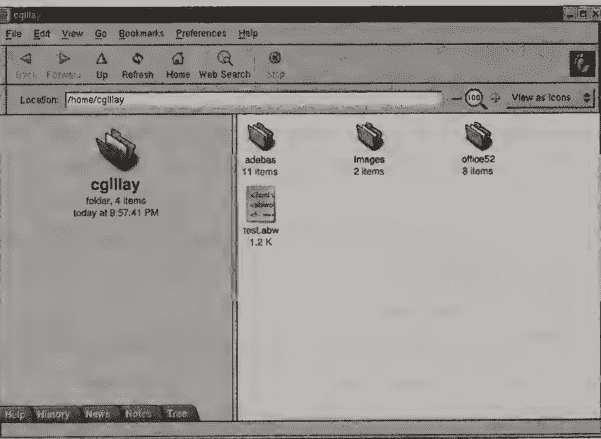 cgillay
File Edit View Go Bookmarks Preferences Help
Back Forward Up Refresh Home Web Search Stop
Location: /home/cgillay 100 View as Icons
cgillay
folder, 4 items
today at 9:57:41 PM
adabas
11 items
Images
2 items
office52
8 items
<html
test.abw
1.2 K
Help History News Notes Tree